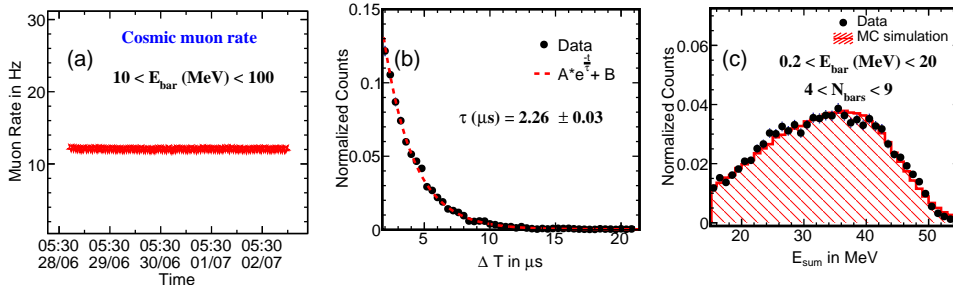 30
20
10
0
Muon Rate in Hz
(a)
Cosmic muon rate
10 < E_bar (MeV) < 100
05:30 05:30 05:30 05:30 05:30
28/06 29/06 30/06 01/07 02/07
Time
0.15
0.1
0.05
0
Normalized Counts
(b)
Data
+ B
τ (μs) = 2.26 ± 0.03
5 10 15 20
Δ T in μs
0.06
0.04
0.02
0
Normalized Counts
(c)
Data
MC simulation
0.2 < E_bar (MeV) < 20
4 < N_bars < 9
20 30 40 50
E_sum in MeV